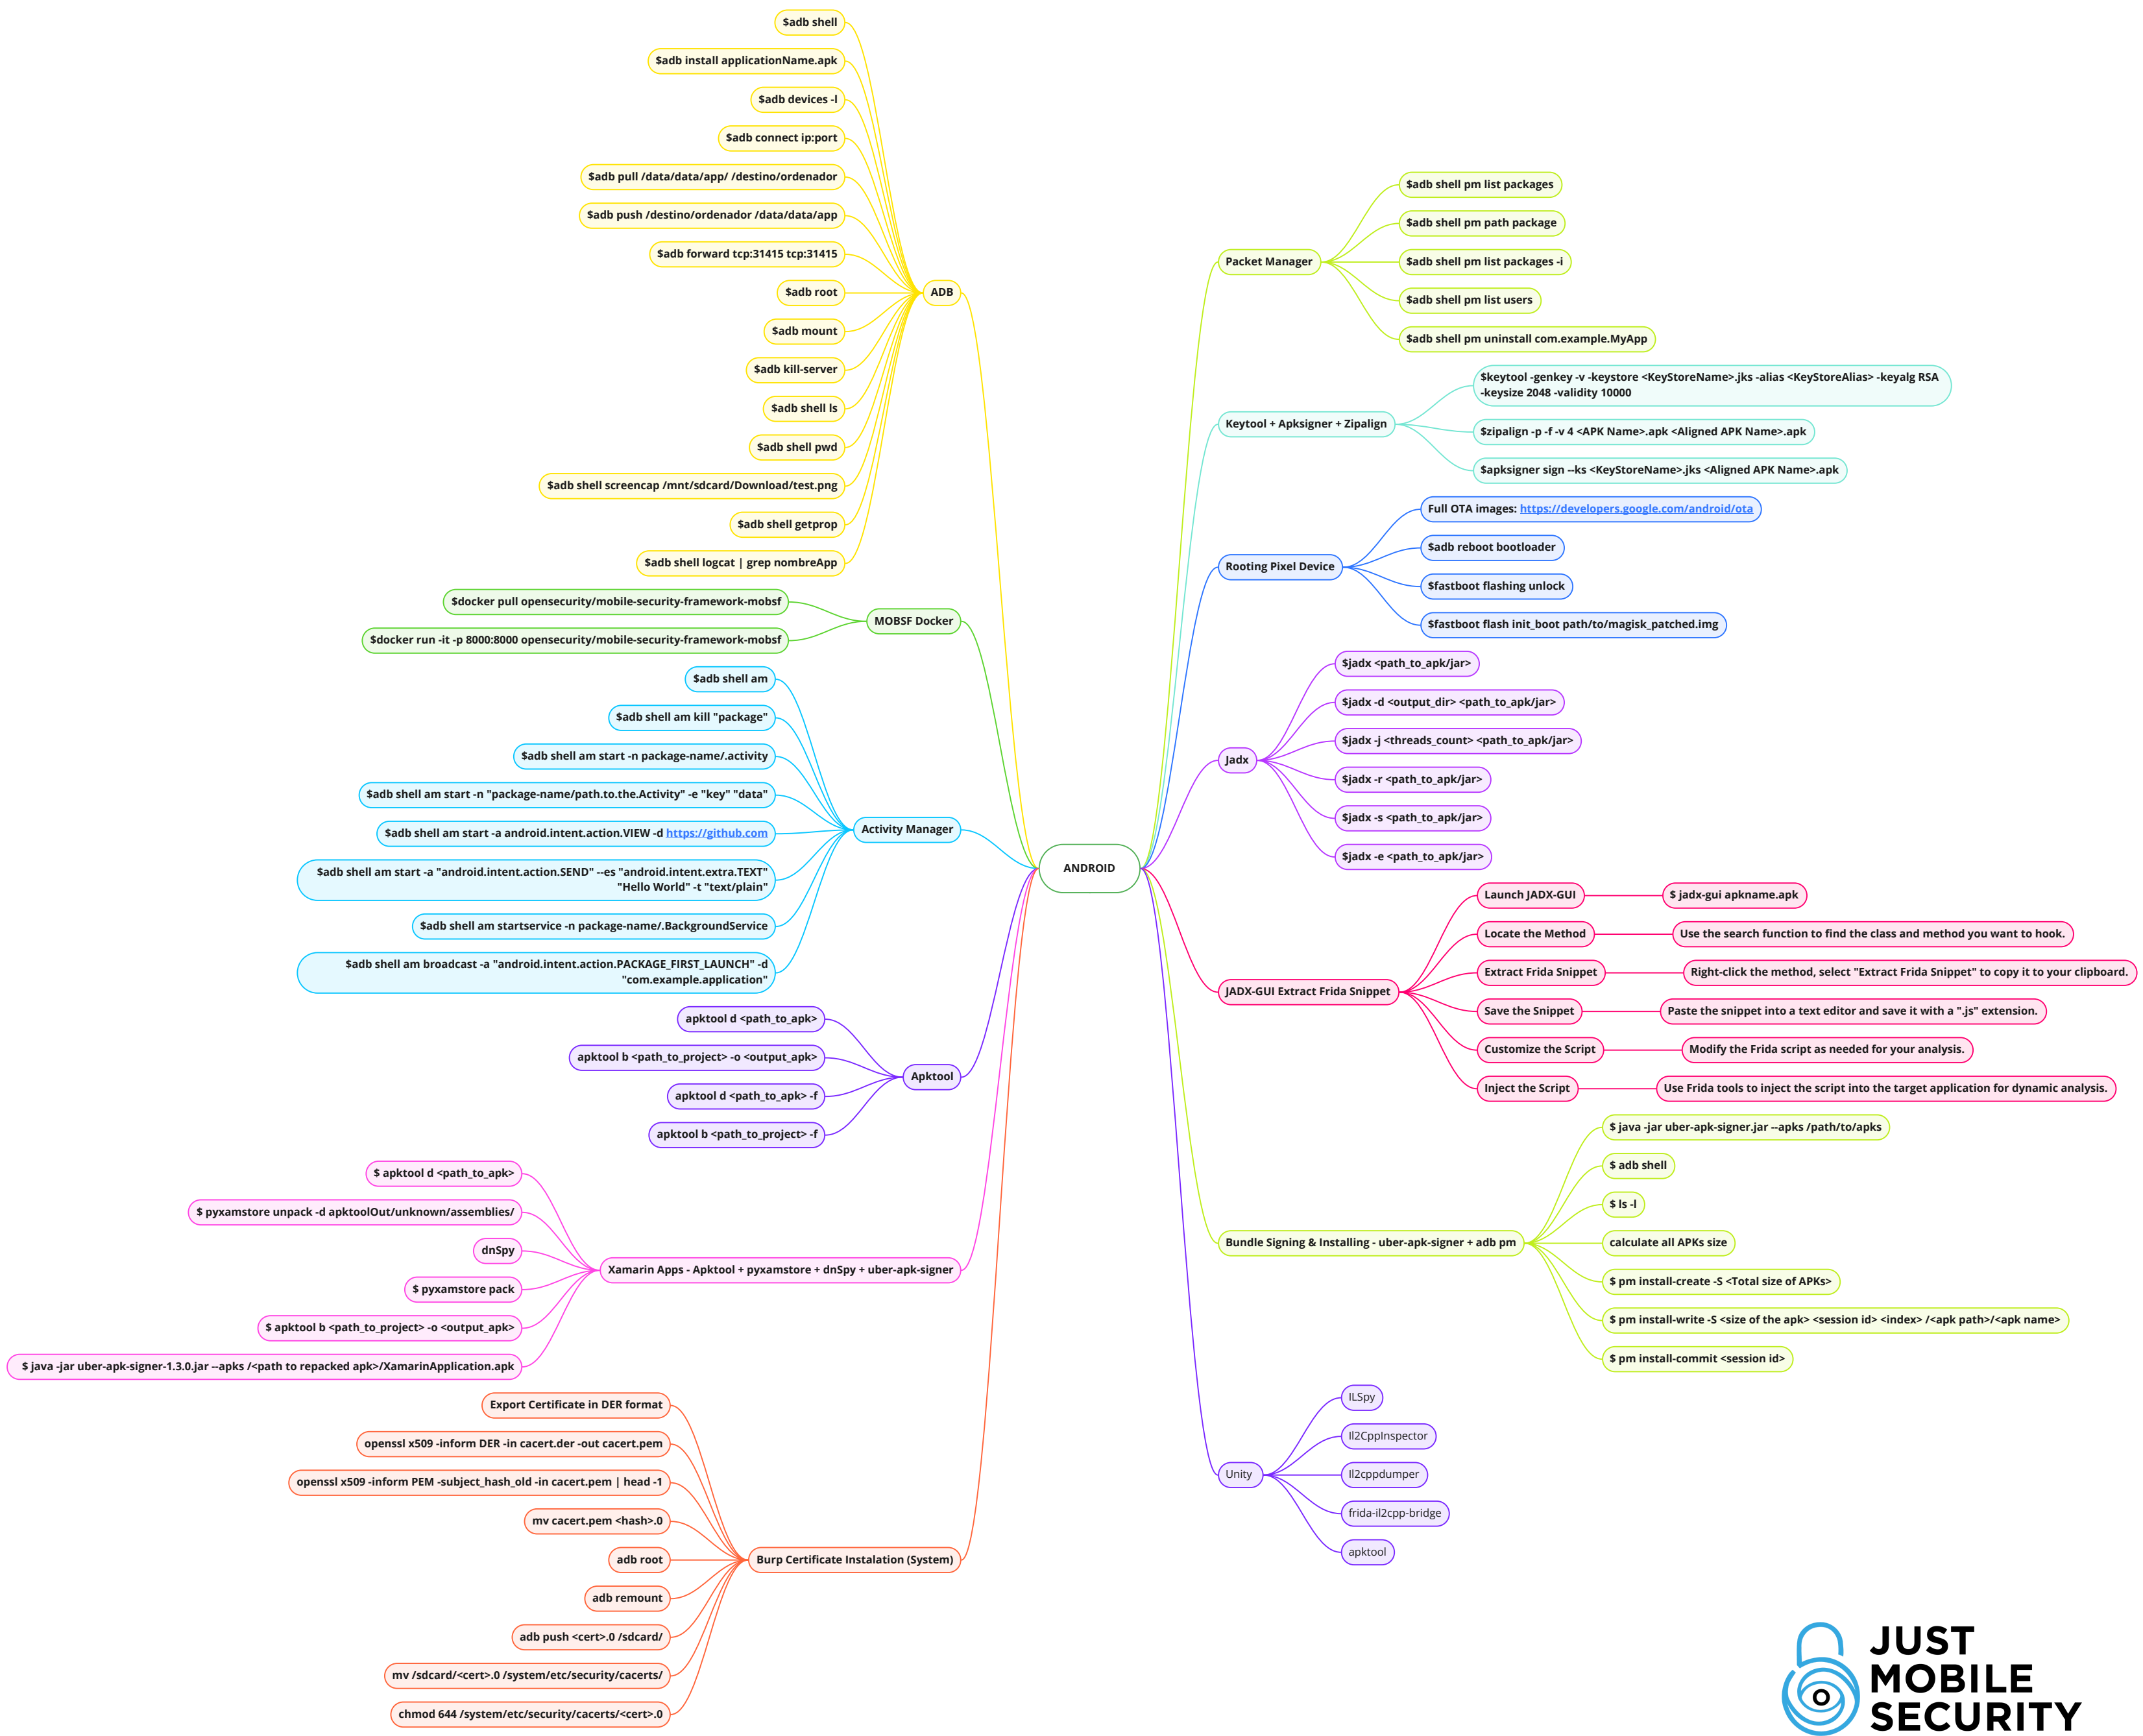 ANDROID
ADB
$adb shell
$adb install applicationName.apk
$adb devices -l
$adb connect ip:port
$adb pull /data/data/app/ /destino/ordenador
$adb push /destino/ordenador /data/data/app
$adb forward tcp:31415 tcp:31415
$adb root
$adb mount
$adb kill-server
$adb shell ls
$adb shell pwd
$adb shell screencap /mnt/sdcard/Download/test.png
$adb shell getprop
$adb shell logcat | grep nombreApp
MOBSF Docker
$docker pull opensecurity/mobile-security-framework-mobsf
$docker run -it -p 8000:8000 opensecurity/mobile-security-framework-mobsf
Activity Manager
$adb shell am
$adb shell am kill "package"
$adb shell am start -n package-name/.activity
$adb shell am start -n "package-name/path.to.the.Activity" -e "key" "data"
$adb shell am start -a android.intent.action.VIEW -d https://github.com
$adb shell am start -a "android.intent.action.SEND" --es "android.intent.extra.TEXT"
"Hello World" -t "text/plain"
$adb shell am startservice -n package-name/.BackgroundService
$adb shell am broadcast -a "android.intent.action.PACKAGE_FIRST_LAUNCH" -d
"com.example.application"
Apktool
apktool d <path_to_apk>
apktool b <path_to_project> -o <output_apk>
apktool d <path_to_apk> -f
apktool b <path_to_project> -f
Xamarin Apps - Apktool + pyxamstore + dnSpy + uber-apk-signer
$ apktool d <path_to_apk>
$ pyxamstore unpack -d apktoolOut/unknown/assemblies/
dnSpy
$ pyxamstore pack
$ apktool b <path_to_project> -o <output_apk>
$ java -jar uber-apk-signer-1.3.0.jar --apks /<path to repacked apk>/XamarinApplication.apk
Burp Certificate Instalation (System)
Export Certificate in DER format
openssl x509 -inform DER -in cacert.der -out cacert.pem
openssl x509 -inform PEM -subject_hash_old -in cacert.pem | head -1
mv cacert.pem <hash>.0
adb root
adb remount
adb push <cert>.0 /sdcard/
mv /sdcard/<cert>.0 /system/etc/security/cacerts/
chmod 644 /system/etc/security/cacerts/<cert>.0
Packet Manager
$adb shell pm list packages
$adb shell pm path package
$adb shell pm list packages -i
$adb shell pm list users
$adb shell pm uninstall com.example.MyApp
Keytool + Apksigner + Zipalign
$keytool -genkey -v -keystore <KeyStoreName>.jks -alias <KeyStoreAlias> -keyalg RSA
-keysize 2048 -validity 10000
$zipalign -p -f -v 4 <APK Name>.apk <Aligned APK Name>.apk
$apksigner sign --ks <KeyStoreName>.jks <Aligned APK Name>.apk
Rooting Pixel Device
Full OTA images: https://developers.google.com/android/ota
$adb reboot bootloader
$fastboot flashing unlock
$fastboot flash init_boot path/to/magisk_patched.img
Jadx
$jadx <path_to_apk/jar>
$jadx -d <output_dir> <path_to_apk/jar>
$jadx -j <threads_count> <path_to_apk/jar>
$jadx -r <path_to_apk/jar>
$jadx -s <path_to_apk/jar>
$jadx -e <path_to_apk/jar>
JADX-GUI Extract Frida Snippet
Launch JADX-GUI
$ jadx-gui apkname.apk
Locate the Method
Use the search function to find the class and method you want to hook.
Extract Frida Snippet
Right-click the method, select "Extract Frida Snippet" to copy it to your clipboard.
Save the Snippet
Paste the snippet into a text editor and save it with a ".js" extension.
Customize the Script
Modify the Frida script as needed for your analysis.
Inject the Script
Use Frida tools to inject the script into the target application for dynamic analysis.
Bundle Signing & Installing - uber-apk-signer + adb pm
$ java -jar uber-apk-signer.jar --apks /path/to/apks
$ adb shell
$ ls -l
calculate all APKs size
$ pm install-create -S <Total size of APKs>
$ pm install-write -S <size of the apk> <session id> <index> /<apk path>/<apk name>
$ pm install-commit <session id>
Unity
ILSpy
Il2CppInspector
Il2cppdumper
frida-il2cpp-bridge
apktool
JUST
MOBILE
SECURITY